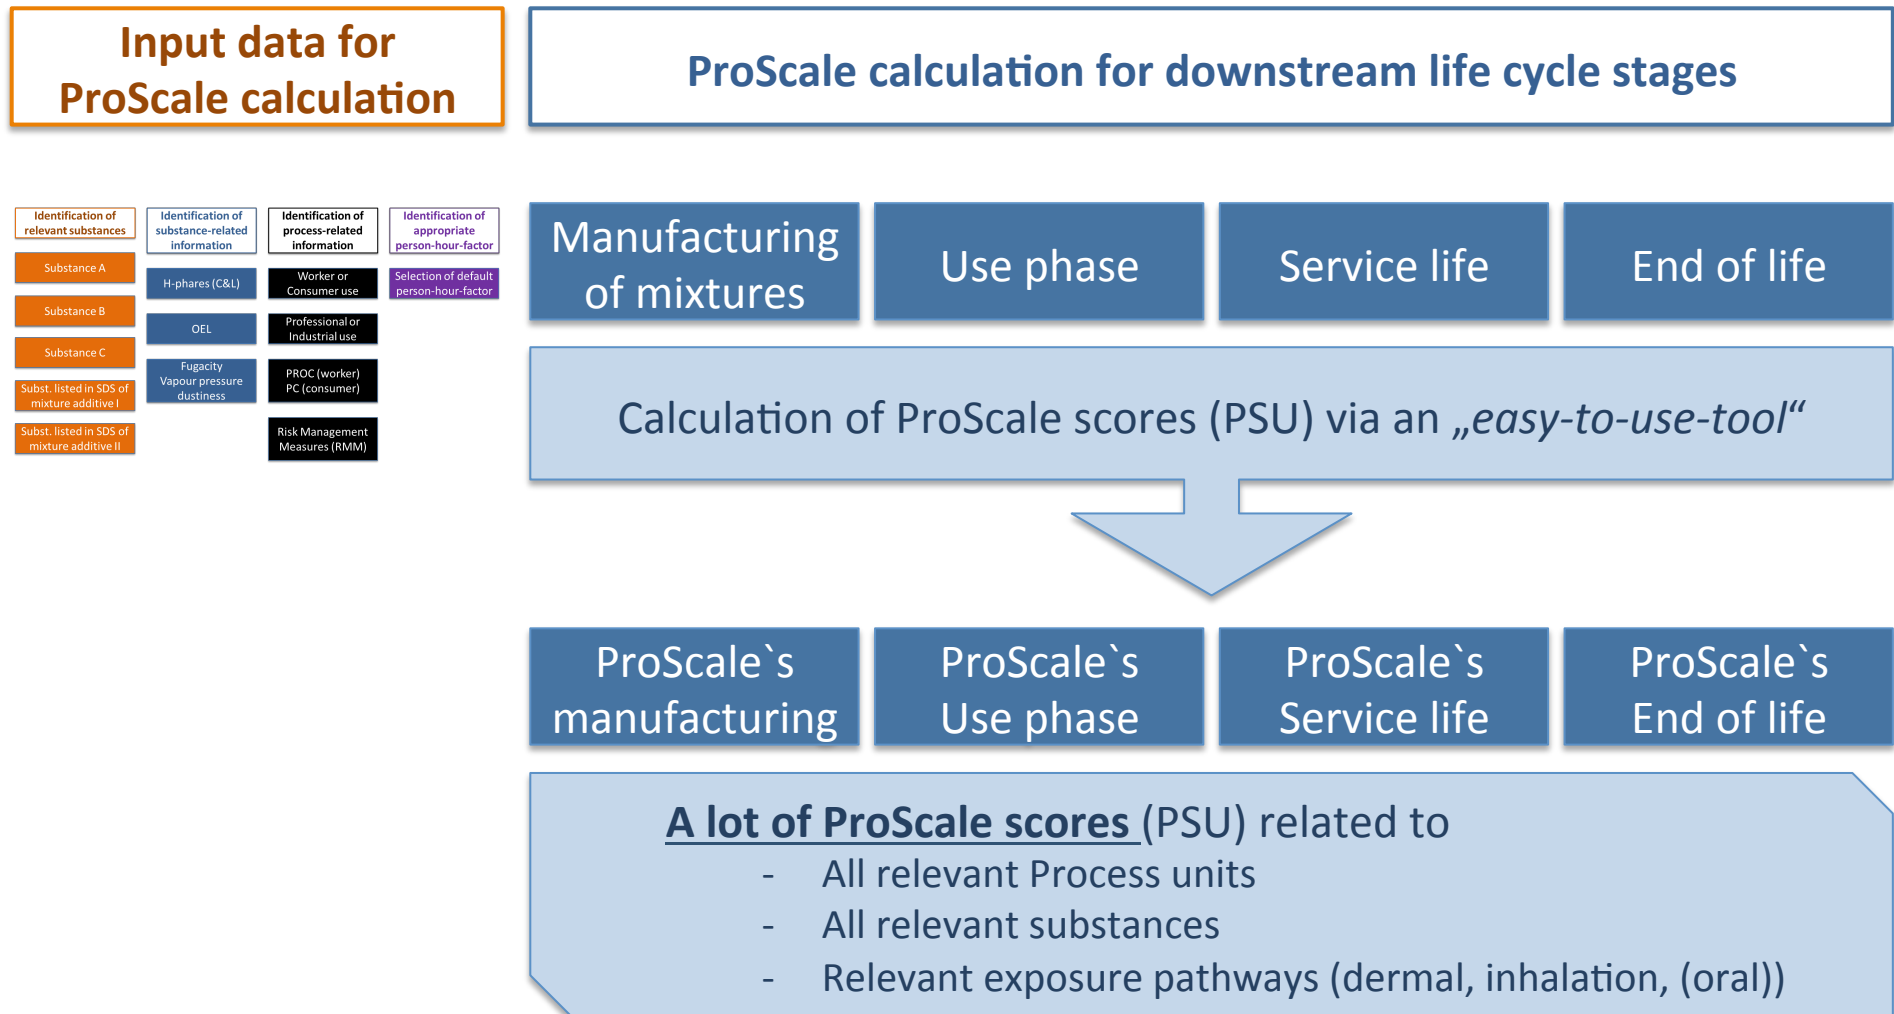 Input data for
ProScale calculation
ProScale calculation for downstream life cycle stages
Identification of
relevant substances
Substance A
Substance B
Substance C
Subst. listed in SDS of
mixture additive I
Subst. listed in SDS of
mixture additive II
Identification of
substance-related
information
H-phares (C&L)
OEL
Fugacity
Vapour pressure
dustiness
Identification of
process-related
information
Worker or
Consumer use
Professional or
Industrial use
PROC (worker)
PC (consumer)
Risk Management
Measures (RMM)
Identification of
appropriate
person-hour-factor
Selection of default
person-hour-factor
Manufacturing
of mixtures
Use phase
Service life
End of life
Calculation of ProScale scores (PSU) via an „easy-to-use-tool“
ProScale`s
manufacturing
ProScale`s
Use phase
ProScale`s
Service life
ProScale`s
End of life
A lot of ProScale scores (PSU) related to
- All relevant Process units
- All relevant substances
- Relevant exposure pathways (dermal, inhalation, (oral))